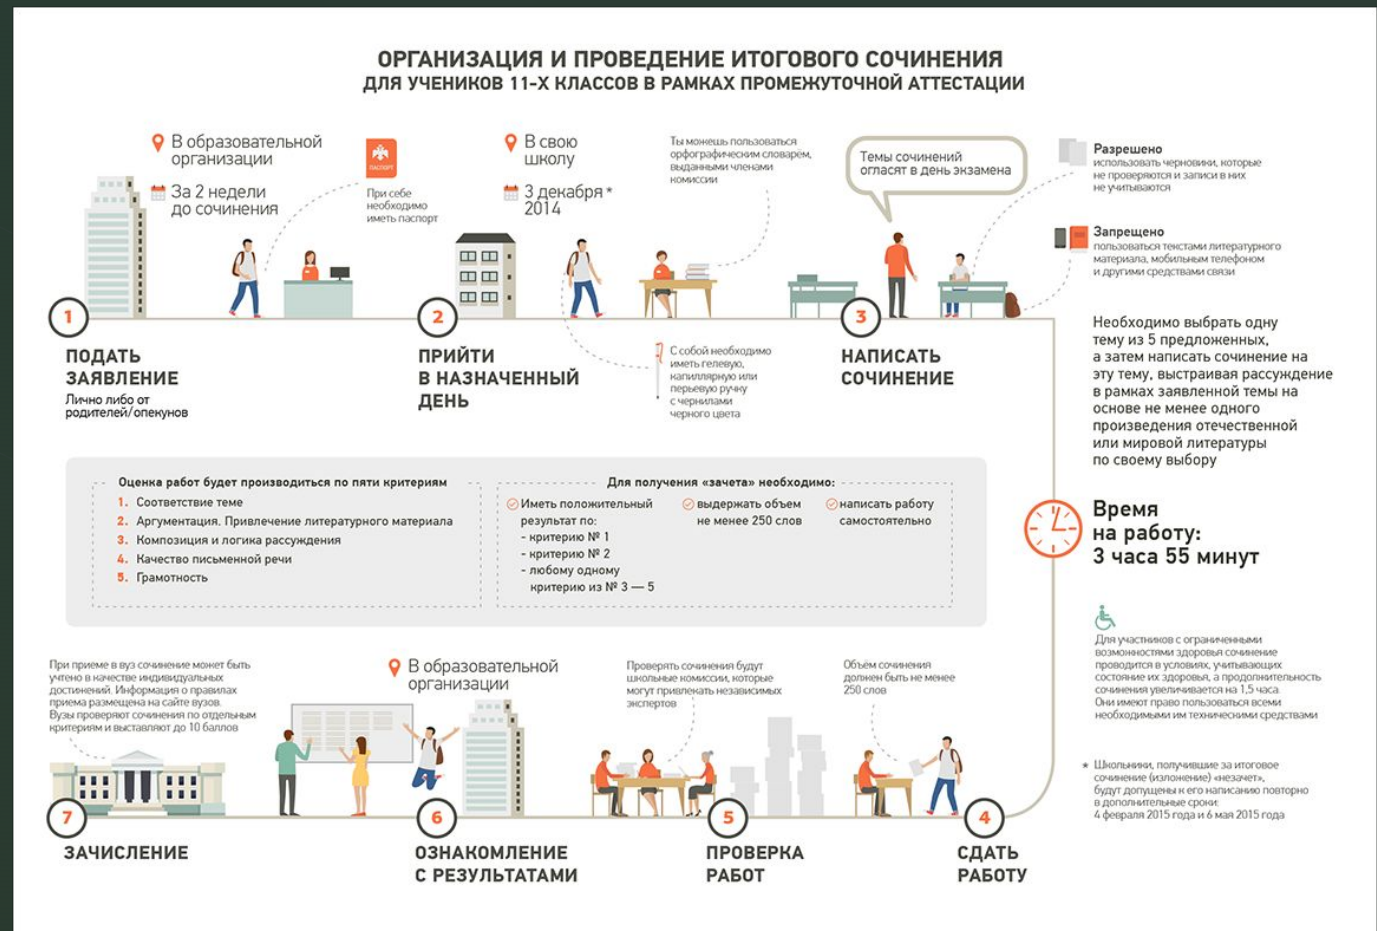 ОРГАНИЗАЦИЯ И ПРОВЕДЕНИЕ ИТОГОВОГО СОЧИНЕНИЯ
ДЛЯ УЧЕНИКОВ 11-Х КЛАССОВ В РАМКАХ ПРОМЕЖУТОЧНОЙ АТТЕСТАЦИИ
В образовательной
организации
За 2 недели
до сочинения
ПАСПОРТ
При себе
необходимо
иметь паспорт
1
ПОДАТЬ
ЗАЯВЛЕНИЕ
Лично либо от
родителей/опекунов
В свою
школу
3 декабря *
2014
Ты можешь пользоваться
орфографическим словарём,
выданными членами
комиссии
2
ПРИЙТИ
В НАЗНАЧЕННЫЙ
ДЕНЬ
С собой необходимо
иметь гелевую,
капиллярную или
перьевую ручку
с чернилами
черного цвета
Темы сочинений
огласят в день экзамена
3
НАПИСАТЬ
СОЧИНЕНИЕ
Разрешено
использовать черновики, которые
не проверяются и записи в них
не учитываются
Запрещено
пользоваться текстами литературного
материала, мобильным телефоном
и другими средствами связи
Необходимо выбрать одну
тему из 5 предложенных,
а затем написать сочинение на
эту тему, выстраивая рассуждение
в рамках заявленной темы на
основе не менее одного
произведения отечественной
или мировой литературы
по своему выбору
Оценка работ будет производиться по пяти критериям
1. Соответствие теме
2. Аргументация. Привлечение литературного материала
3. Композиция и логика рассуждения
4. Качество письменной речи
5. Грамотность
Для получения «зачета» необходимо:
Иметь положительный
результат по:
- критерию № 1
- критерию № 2
- любому одному
критерию из № 3 — 5
выдержать объем
не менее 250 слов
написать работу
самостоятельно
Время
на работу:
3 часа 55 минут
Для участников с ограниченными
возможностями здоровья сочинение
проводится в условиях, учитывающих
состояние их здоровья, а продолжительность
сочинения увеличивается на 1,5 часа.
Они имеют право пользоваться всеми
необходимыми им техническими средствами
* Школьники, получившие за итоговое
сочинение (изложение) «незачет»,
будут допущены к его написанию повторно
в дополнительные сроки:
4 февраля 2015 года и 6 мая 2015 года
Объём сочинения
должен быть не менее
250 слов
4
СДАТЬ
РАБОТУ
Проверять сочинения будут
школьные комиссии, которые
могут привлекать независимых
экспертов
5
ПРОВЕРКА
РАБОТ
В образовательной
организации
6
ОЗНАКОМЛЕНИЕ
С РЕЗУЛЬТАТАМИ
При приеме в вуз сочинение может быть
учтено в качестве индивидуальных
достижений. Информация о правилах
приема размещена на сайте вузов.
Вузы проверяют сочинения по отдельным
критериям и выставляют до 10 баллов
7
ЗАЧИСЛЕНИЕ